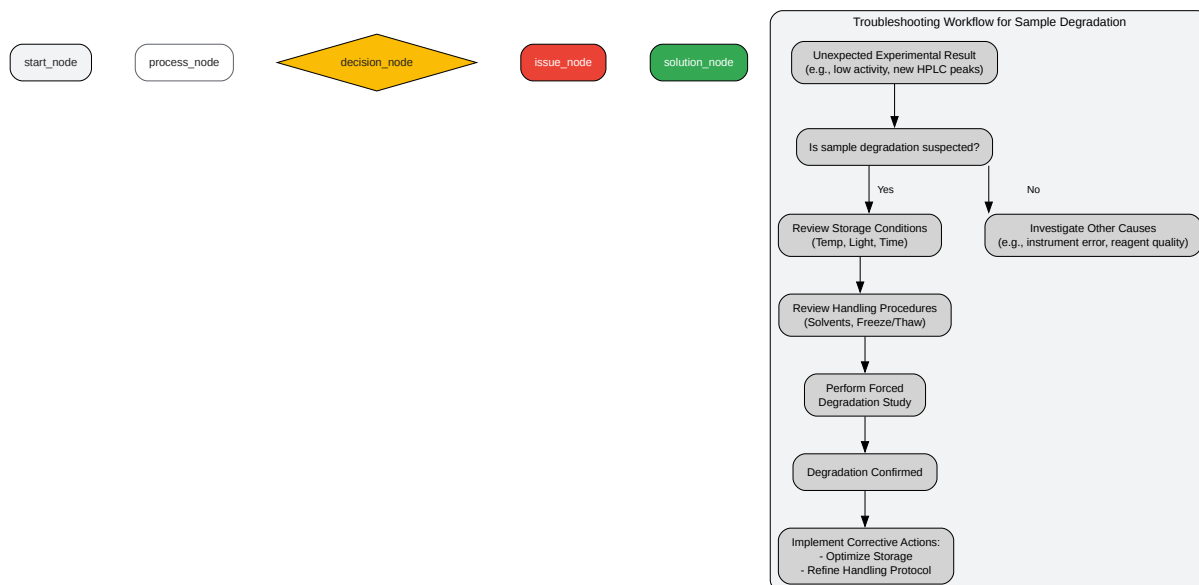 start_node
process_node
decision_node
issue_node
solution_node
Troubleshooting Workflow for Sample Degradation
Unexpected Experimental Result
(e.g., low activity, new HPLC peaks)
Is sample degradation suspected?
Yes
No
Review Storage Conditions
(Temp, Light, Time)
Investigate Other Causes
(e.g., instrument error, reagent quality)
Review Handling Procedures
(Solvents, Freeze/Thaw)
Perform Forced
Degradation Study
Degradation Confirmed
Implement Corrective Actions:
- Optimize Storage
- Refine Handling Protocol